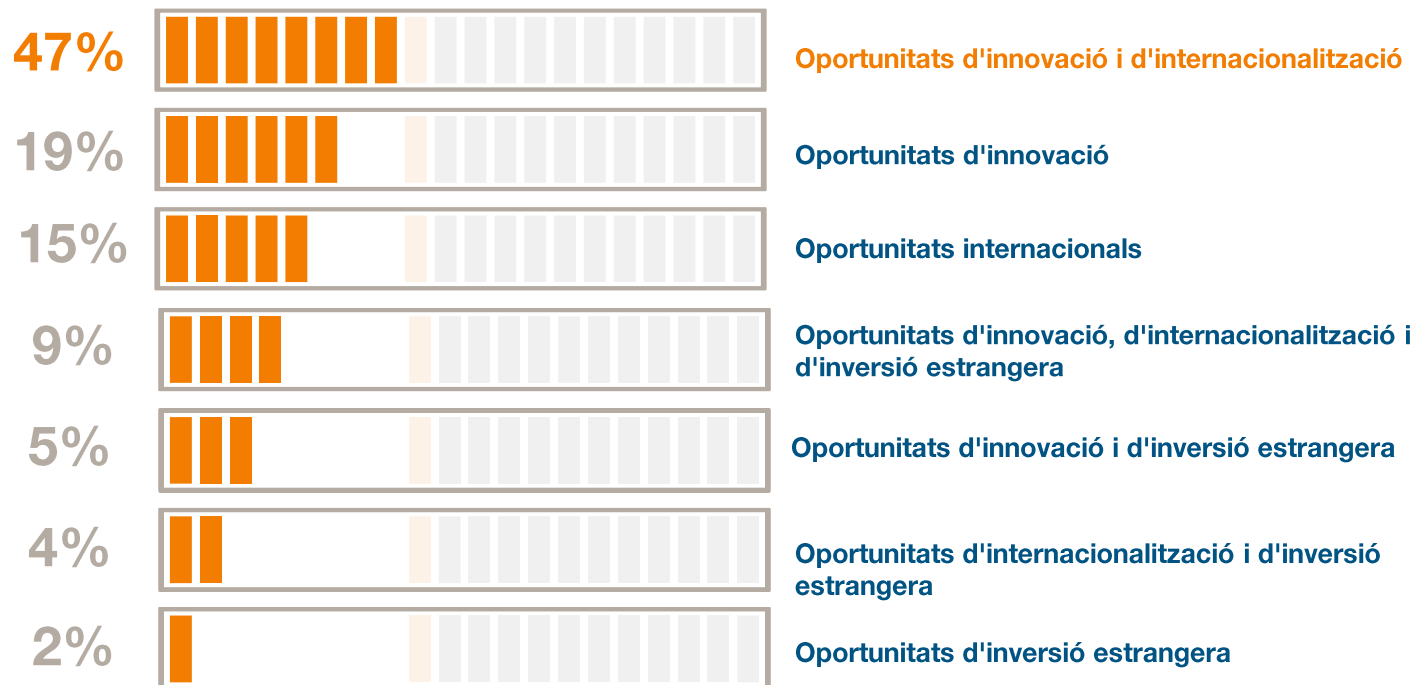 47%
Oportunitats d'innovació i d'internacionalització
19%
Oportunitats d'innovació
15%
Oportunitats internacionals
9%
Oportunitats d'innovació, d'internacionalització i
d'inversió estrangera
5%
Oportunitats d'innovació i d'inversió estrangera
4%
Oportunitats d'internacionalització i d'inversió
estrangera
2%
Oportunitats d'inversió estrangera